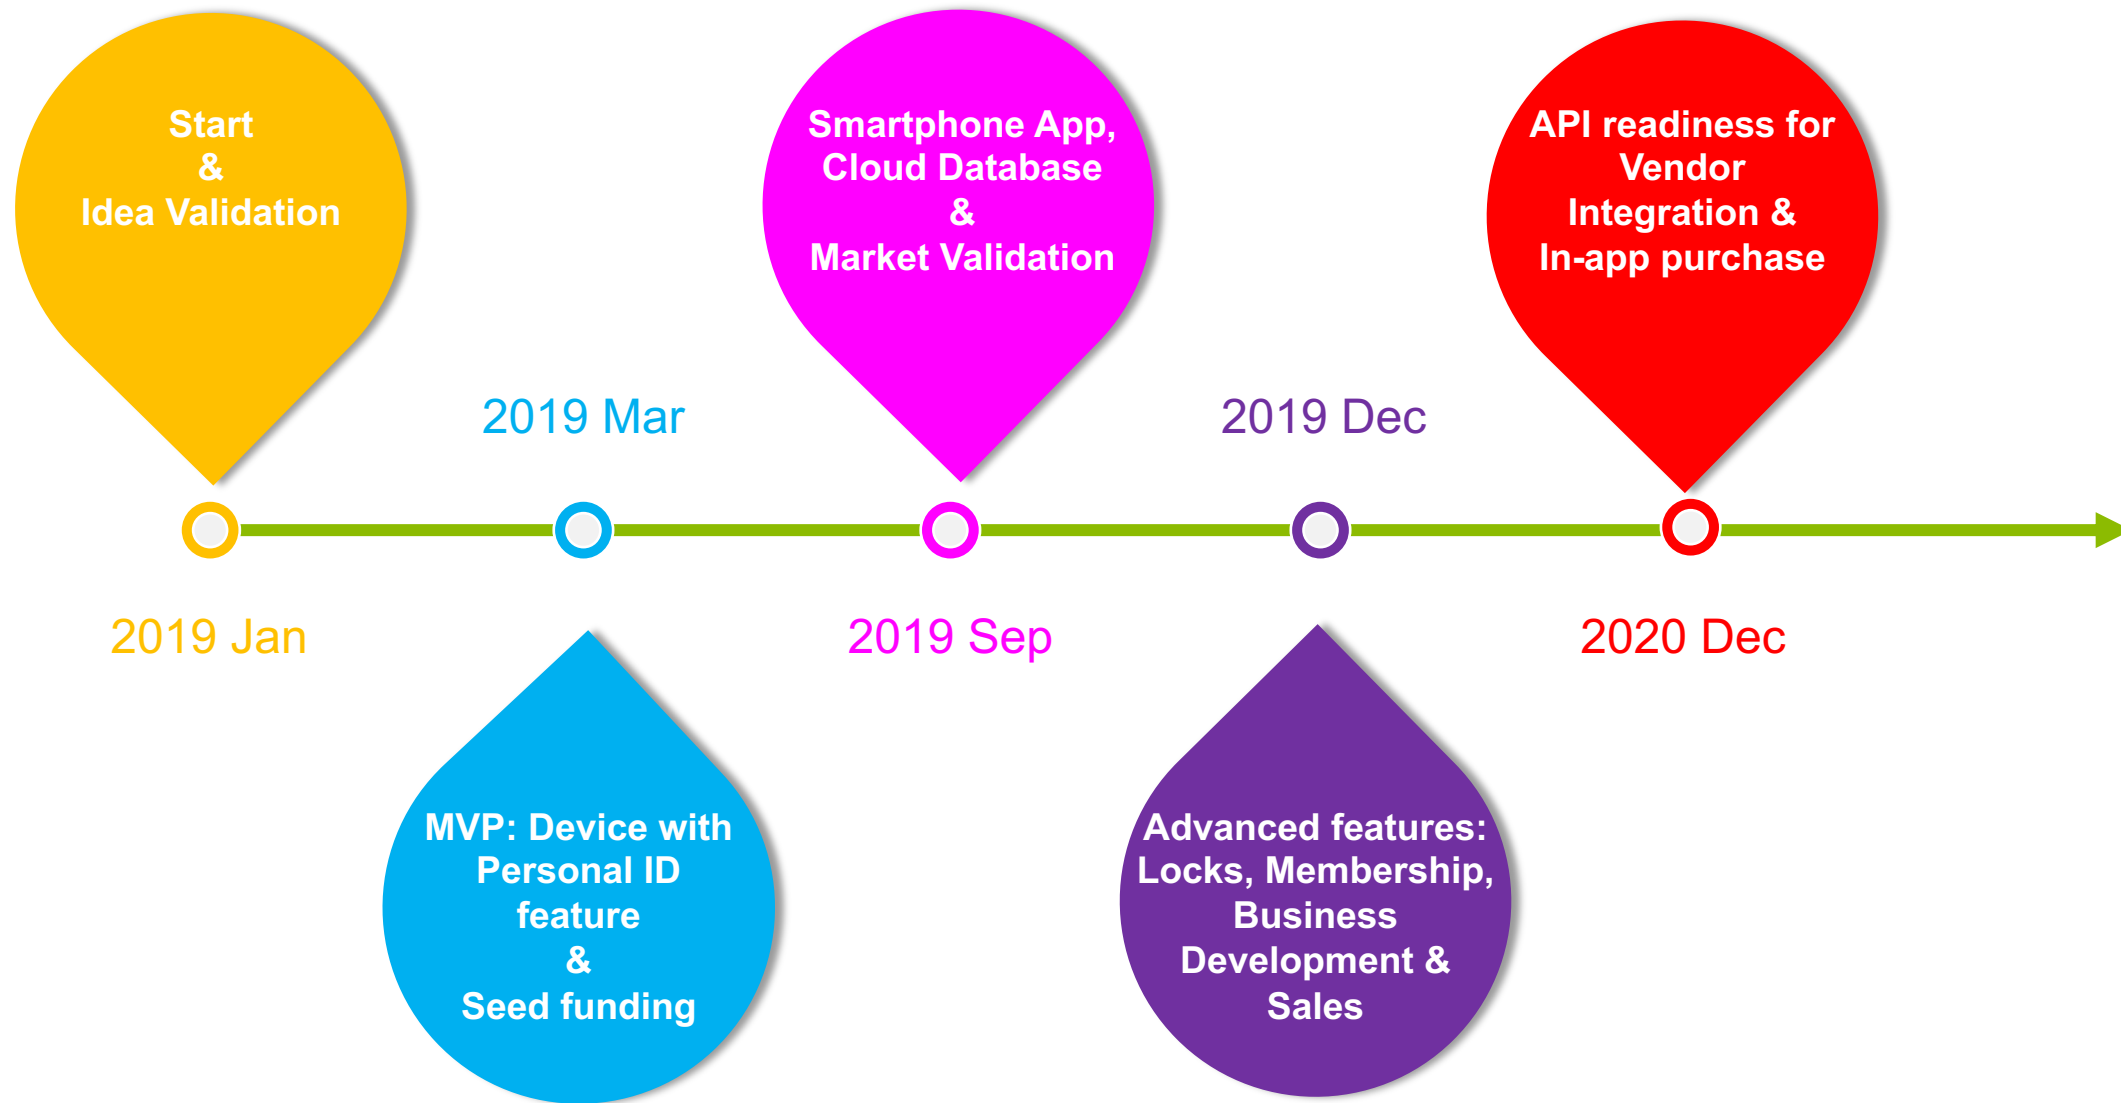 Start
&
Idea Validation
2019 Jan
2019 Mar
MVP: Device with
Personal ID
feature
&
Seed funding
Smartphone App,
Cloud Database
&
Market Validation
2019 Sep
2019 Dec
Advanced features:
Locks, Membership,
Business
Development &
Sales
API readiness for
Vendor
Integration &
In-app purchase
2020 Dec